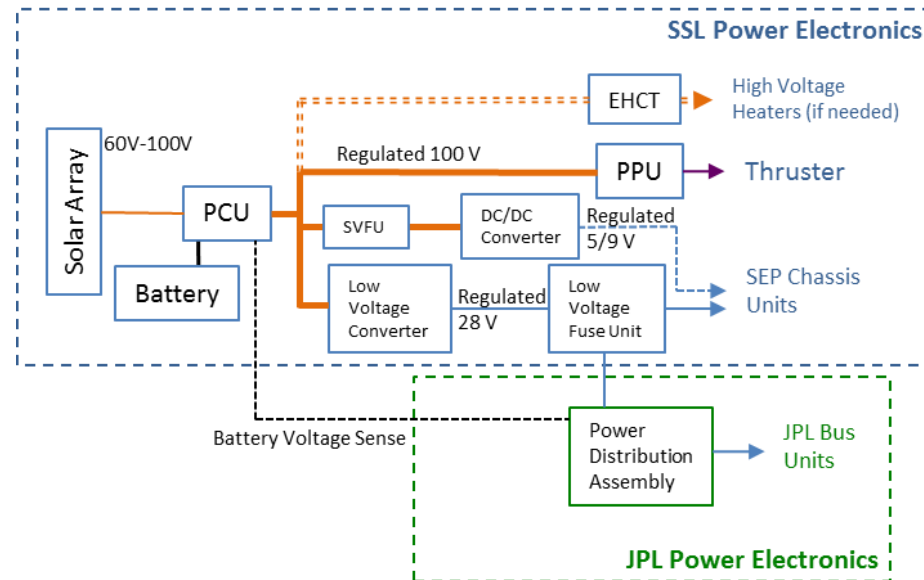 SSL Power Electronics
EHCT
High Voltage
Heaters (if needed)
60V-100V
Solar Array
Regulated 100 V
PPU
Thruster
PCU
SVFU
DC/DC
Converter
Regulated
5/9 V
Battery
Low
Voltage
Converter
Regulated
28 V
Low
Voltage
Fuse Unit
SEP Chassis
Units
Battery Voltage Sense
Power
Distribution
Assembly
JPL Bus
Units
JPL Power Electronics